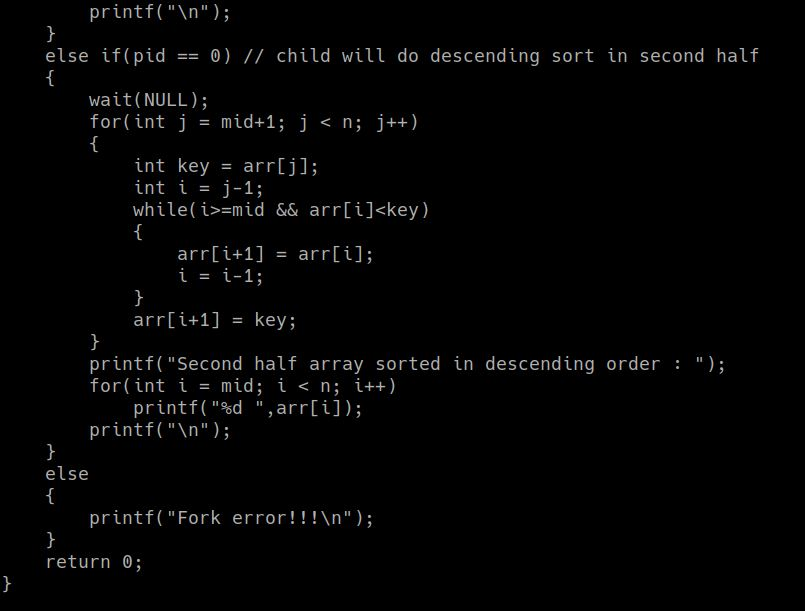 printf("\n");
    }
    else if(pid == 0) // child will do descending sort in second half
    {
        wait(NULL);
        for(int j = mid+1; j < n; j++)
        {
            int key = arr[j];
            int i = j-1;
            while(i>=mid && arr[i]<key)
            {
                arr[i+1] = arr[i];
                i = i-1;
            }
            arr[i+1] = key;
        }
        printf("Second half array sorted in descending order : ");
        for(int i = mid; i < n; i++)
            printf("%d ",arr[i]);
        printf("\n");
    }
    else
    {
        printf("Fork error!!!\n");
    }
    return 0;
}